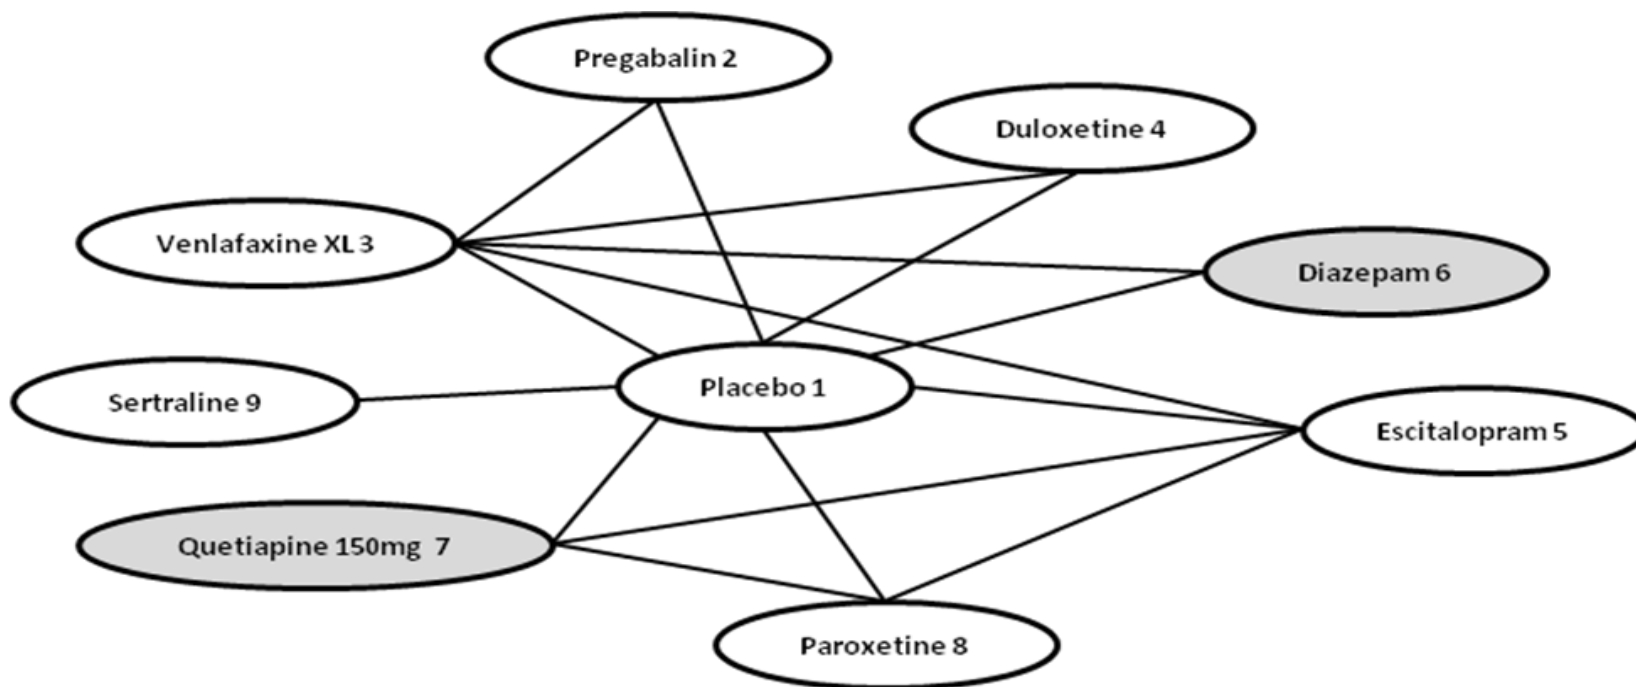 Pregabalin 2
Duloxetine 4
Venlafaxine XL 3
Diazepam 6
Placebo 1
Sertraline 9
Escitalopram 5
Quetiapine 150mg  7
Paroxetine 8